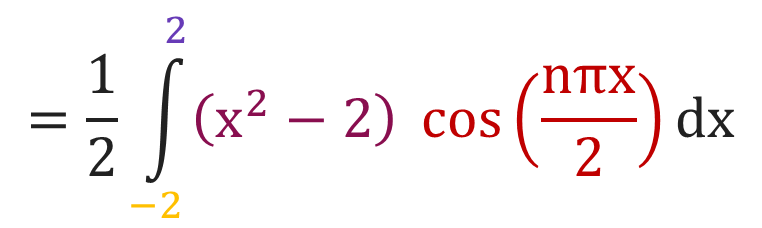 = 1/2 ∫_{-2}^{2} (x² − 2) cos(nπx/2) dx